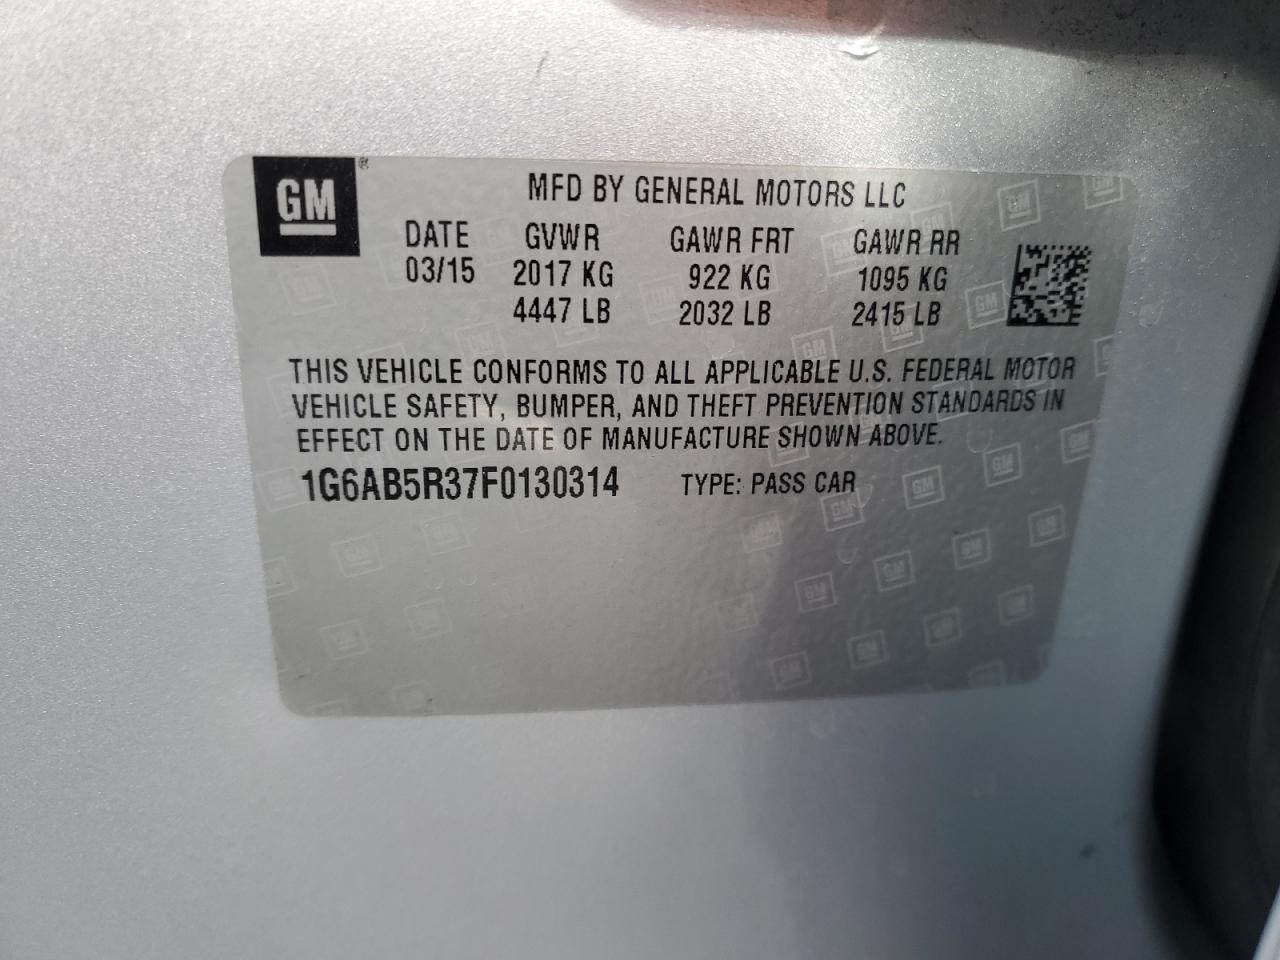 GM ®
MFD BY GENERAL MOTORS LLC
DATE GVWR GAWR FRT GAWR RR
03/15 2017 KG 922 KG 1095 KG
4447 LB 2032 LB 2415 LB
THIS VEHICLE CONFORMS TO ALL APPLICABLE U.S. FEDERAL MOTOR
VEHICLE SAFETY, BUMPER, AND THEFT PREVENTION STANDARDS IN
EFFECT ON THE DATE OF MANUFACTURE SHOWN ABOVE.
1G6AB5R37F0130314 TYPE: PASS CAR